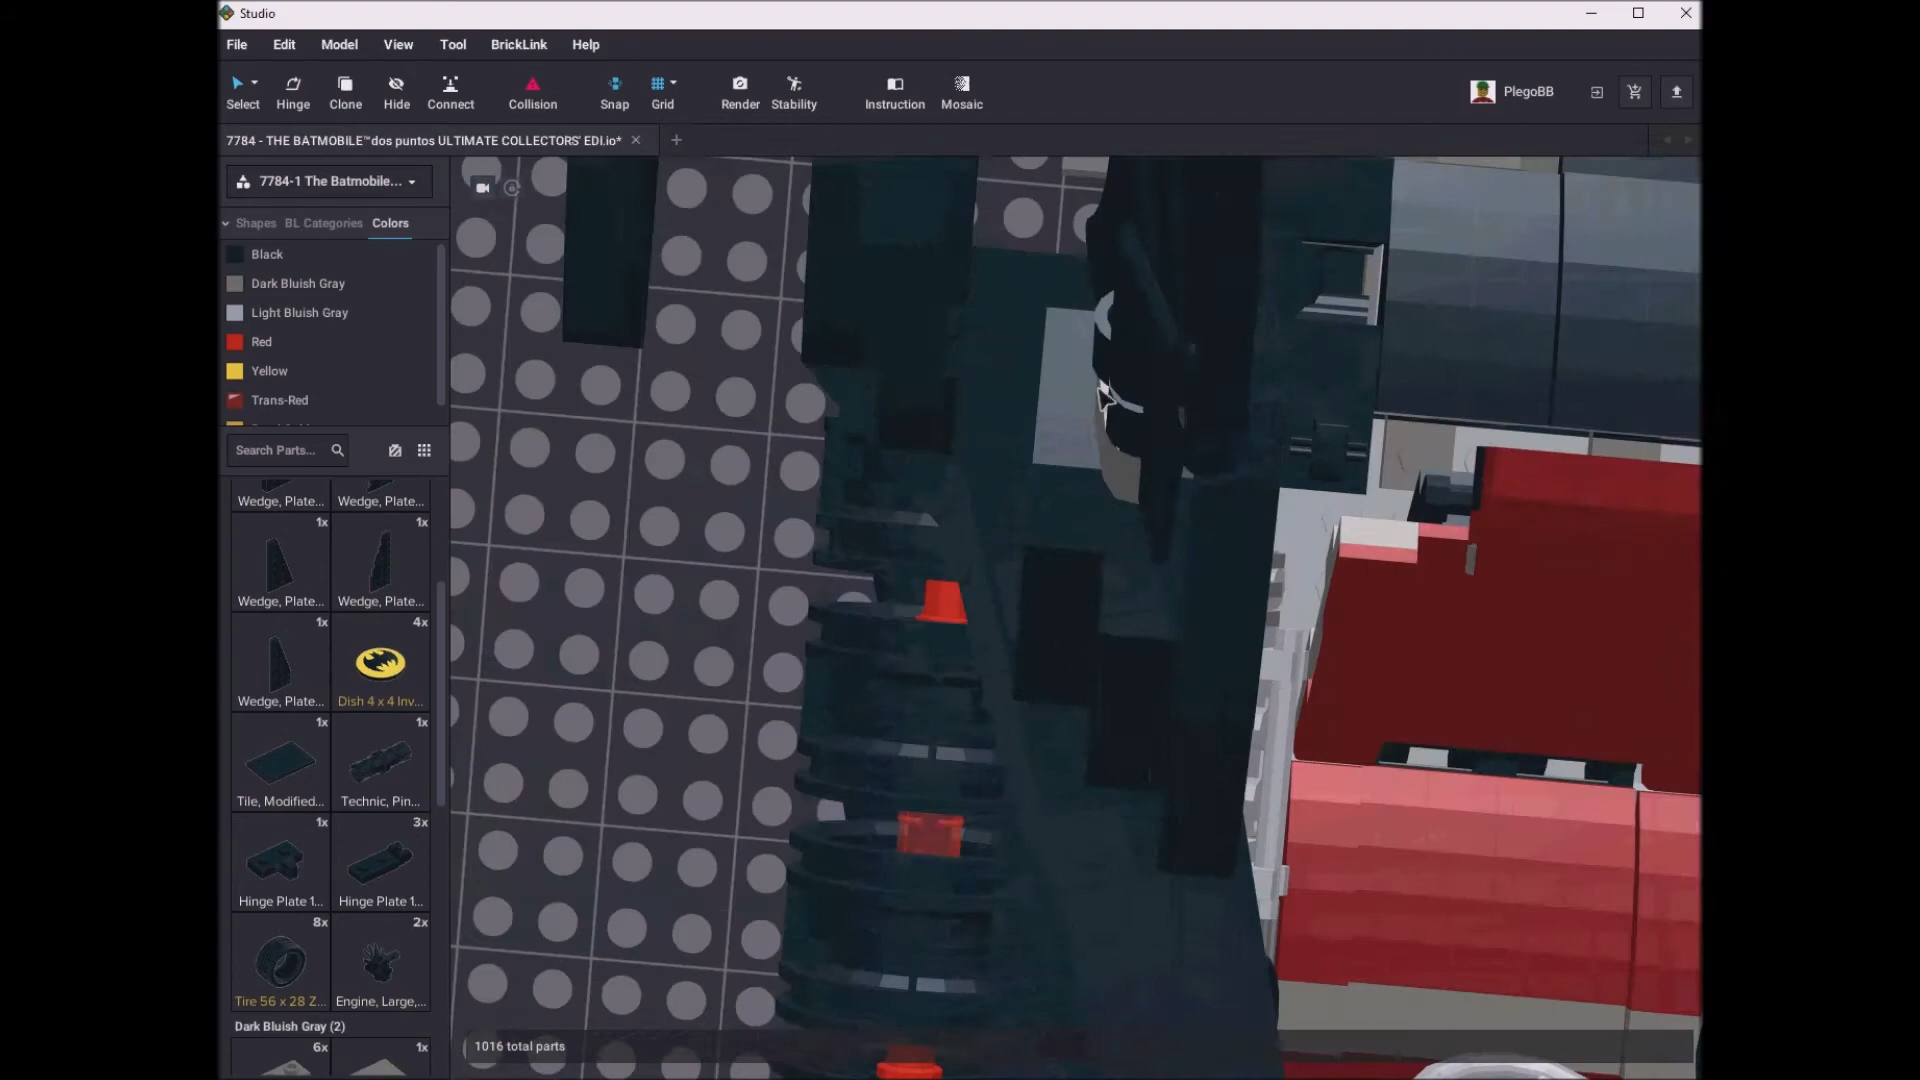 Studio
File Edit Model View Tool BrickLink Help
Select Hinge Clone Hide Connect Collision Snap Grid Render Stability Instruction Mosaic
PlegoBB
7784 - THE BATMOBILE™dos puntos ULTIMATE COLLECTORS' EDI.io*
7784-1 The Batmobile...
Shapes BL Categories Colors
Black
Dark Bluish Gray
Light Bluish Gray
Red
Yellow
Trans-Red
Search Parts...
Wedge, Plate... Wedge, Plate...
1x 1x
Wedge, Plate... Wedge, Plate...
1x 4x
Wedge, Plate... Dish 4 x 4 Inv...
1x 1x
Tile, Modified... Technic, Pin...
1x 3x
Hinge Plate 1... Hinge Plate 1...
8x 2x
Tire 56 x 28 Z... Engine, Large,...
Dark Bluish Gray (2)
6x 1x
1016 total parts